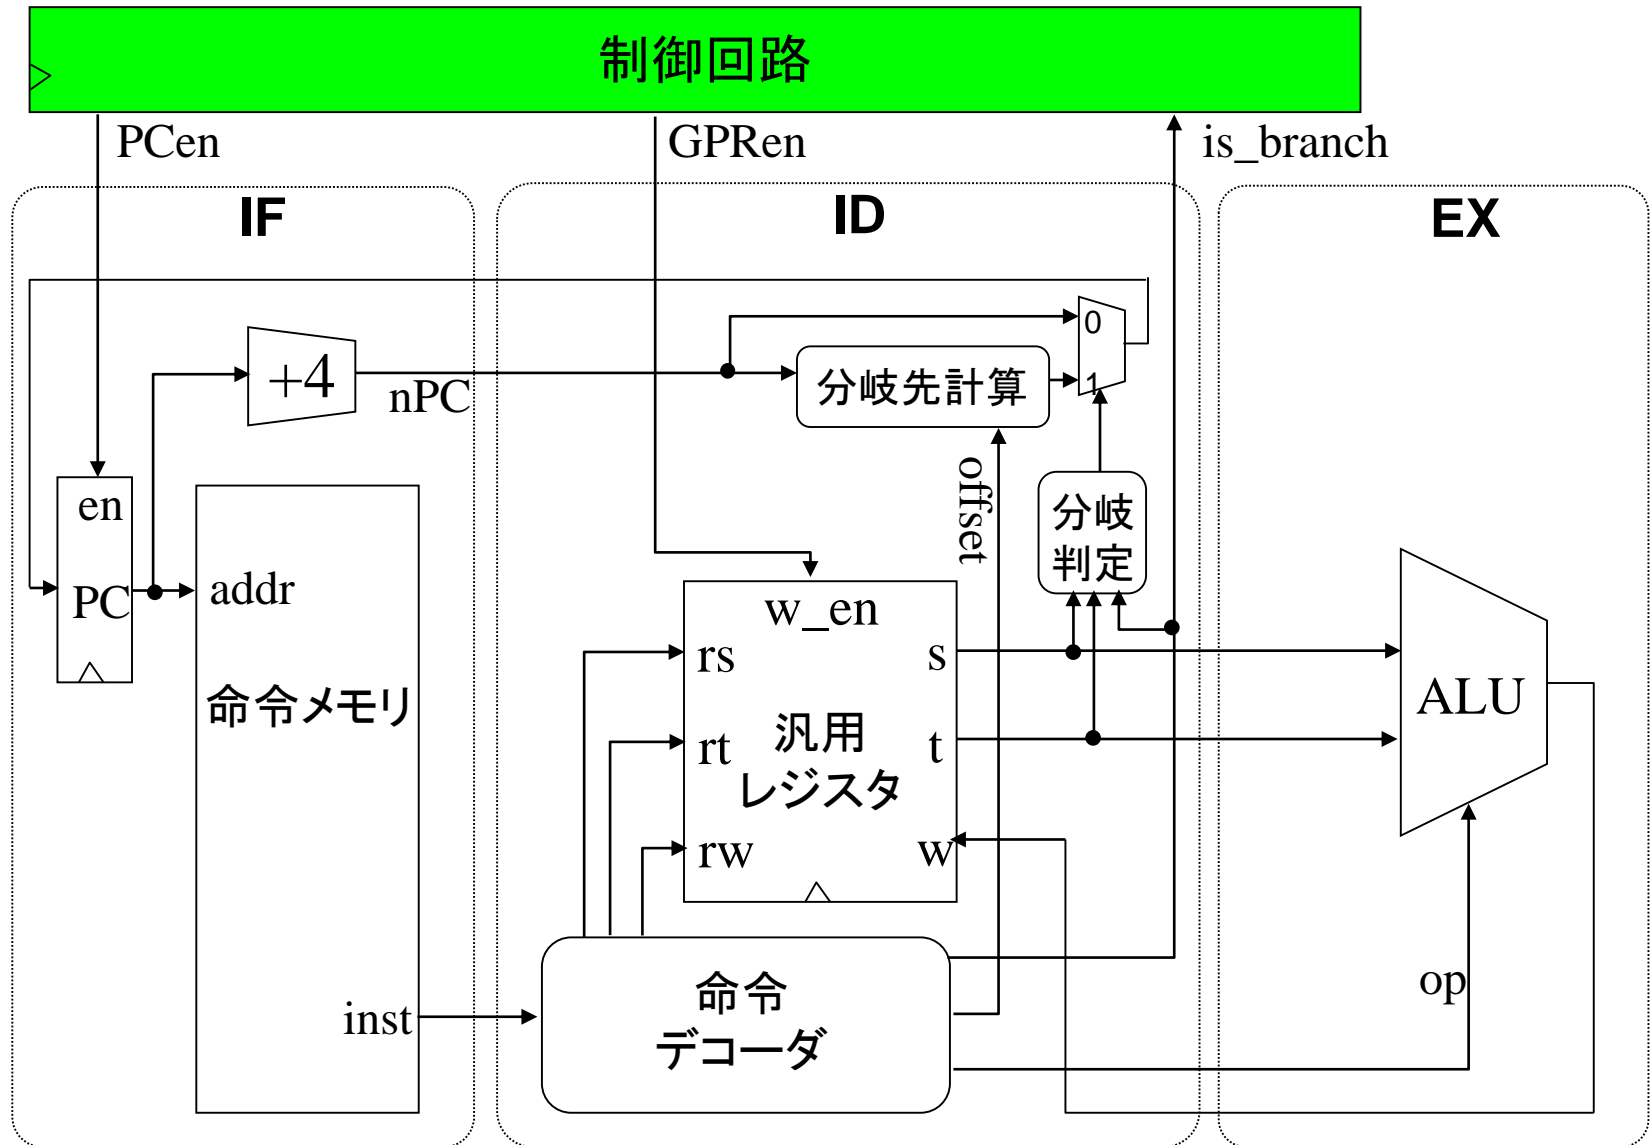 制御回路
PCen
GPRen
is_branch
IF
ID
EX
0
+4
分岐先計算
1
nPC
offset
en
分岐
判定
PC
addr
w_en
rs
s
命令メモリ
ALU
汎用
レジスタ
rt
t
rw
w
命令
デコーダ
op
inst